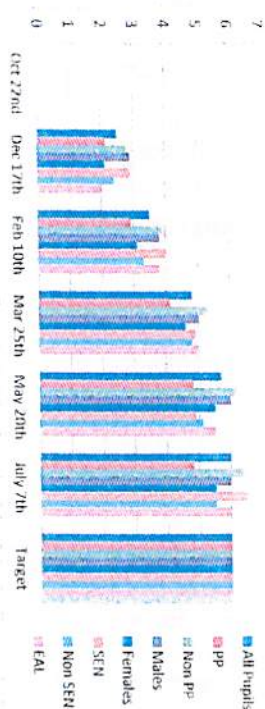 0
1
2
3
4
5
6
7
Oct 22nd
Dec 17th
Feb 10th
Mar 25th
May 20th
July 7th
Target
All Pupils
PP
Non PP
Males
Females
SEN
Non SEN
EAL